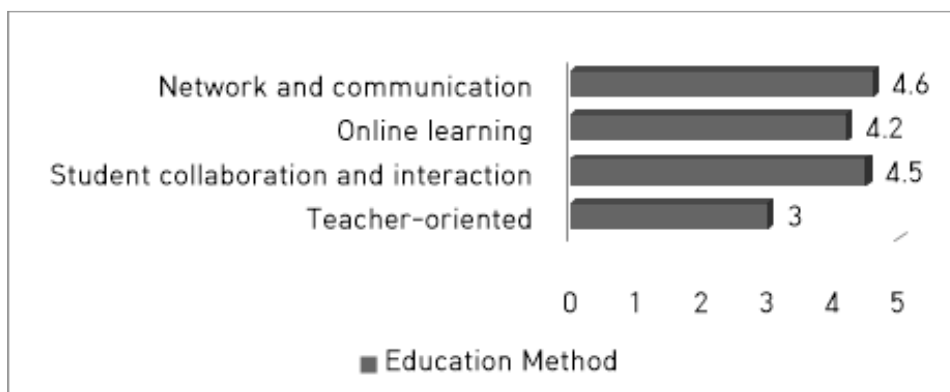 Network and communication 4.6
Online learning 4.2
Student collaboration and interaction 4.5
Teacher-oriented 3
0 1 2 3 4 5
Education Method